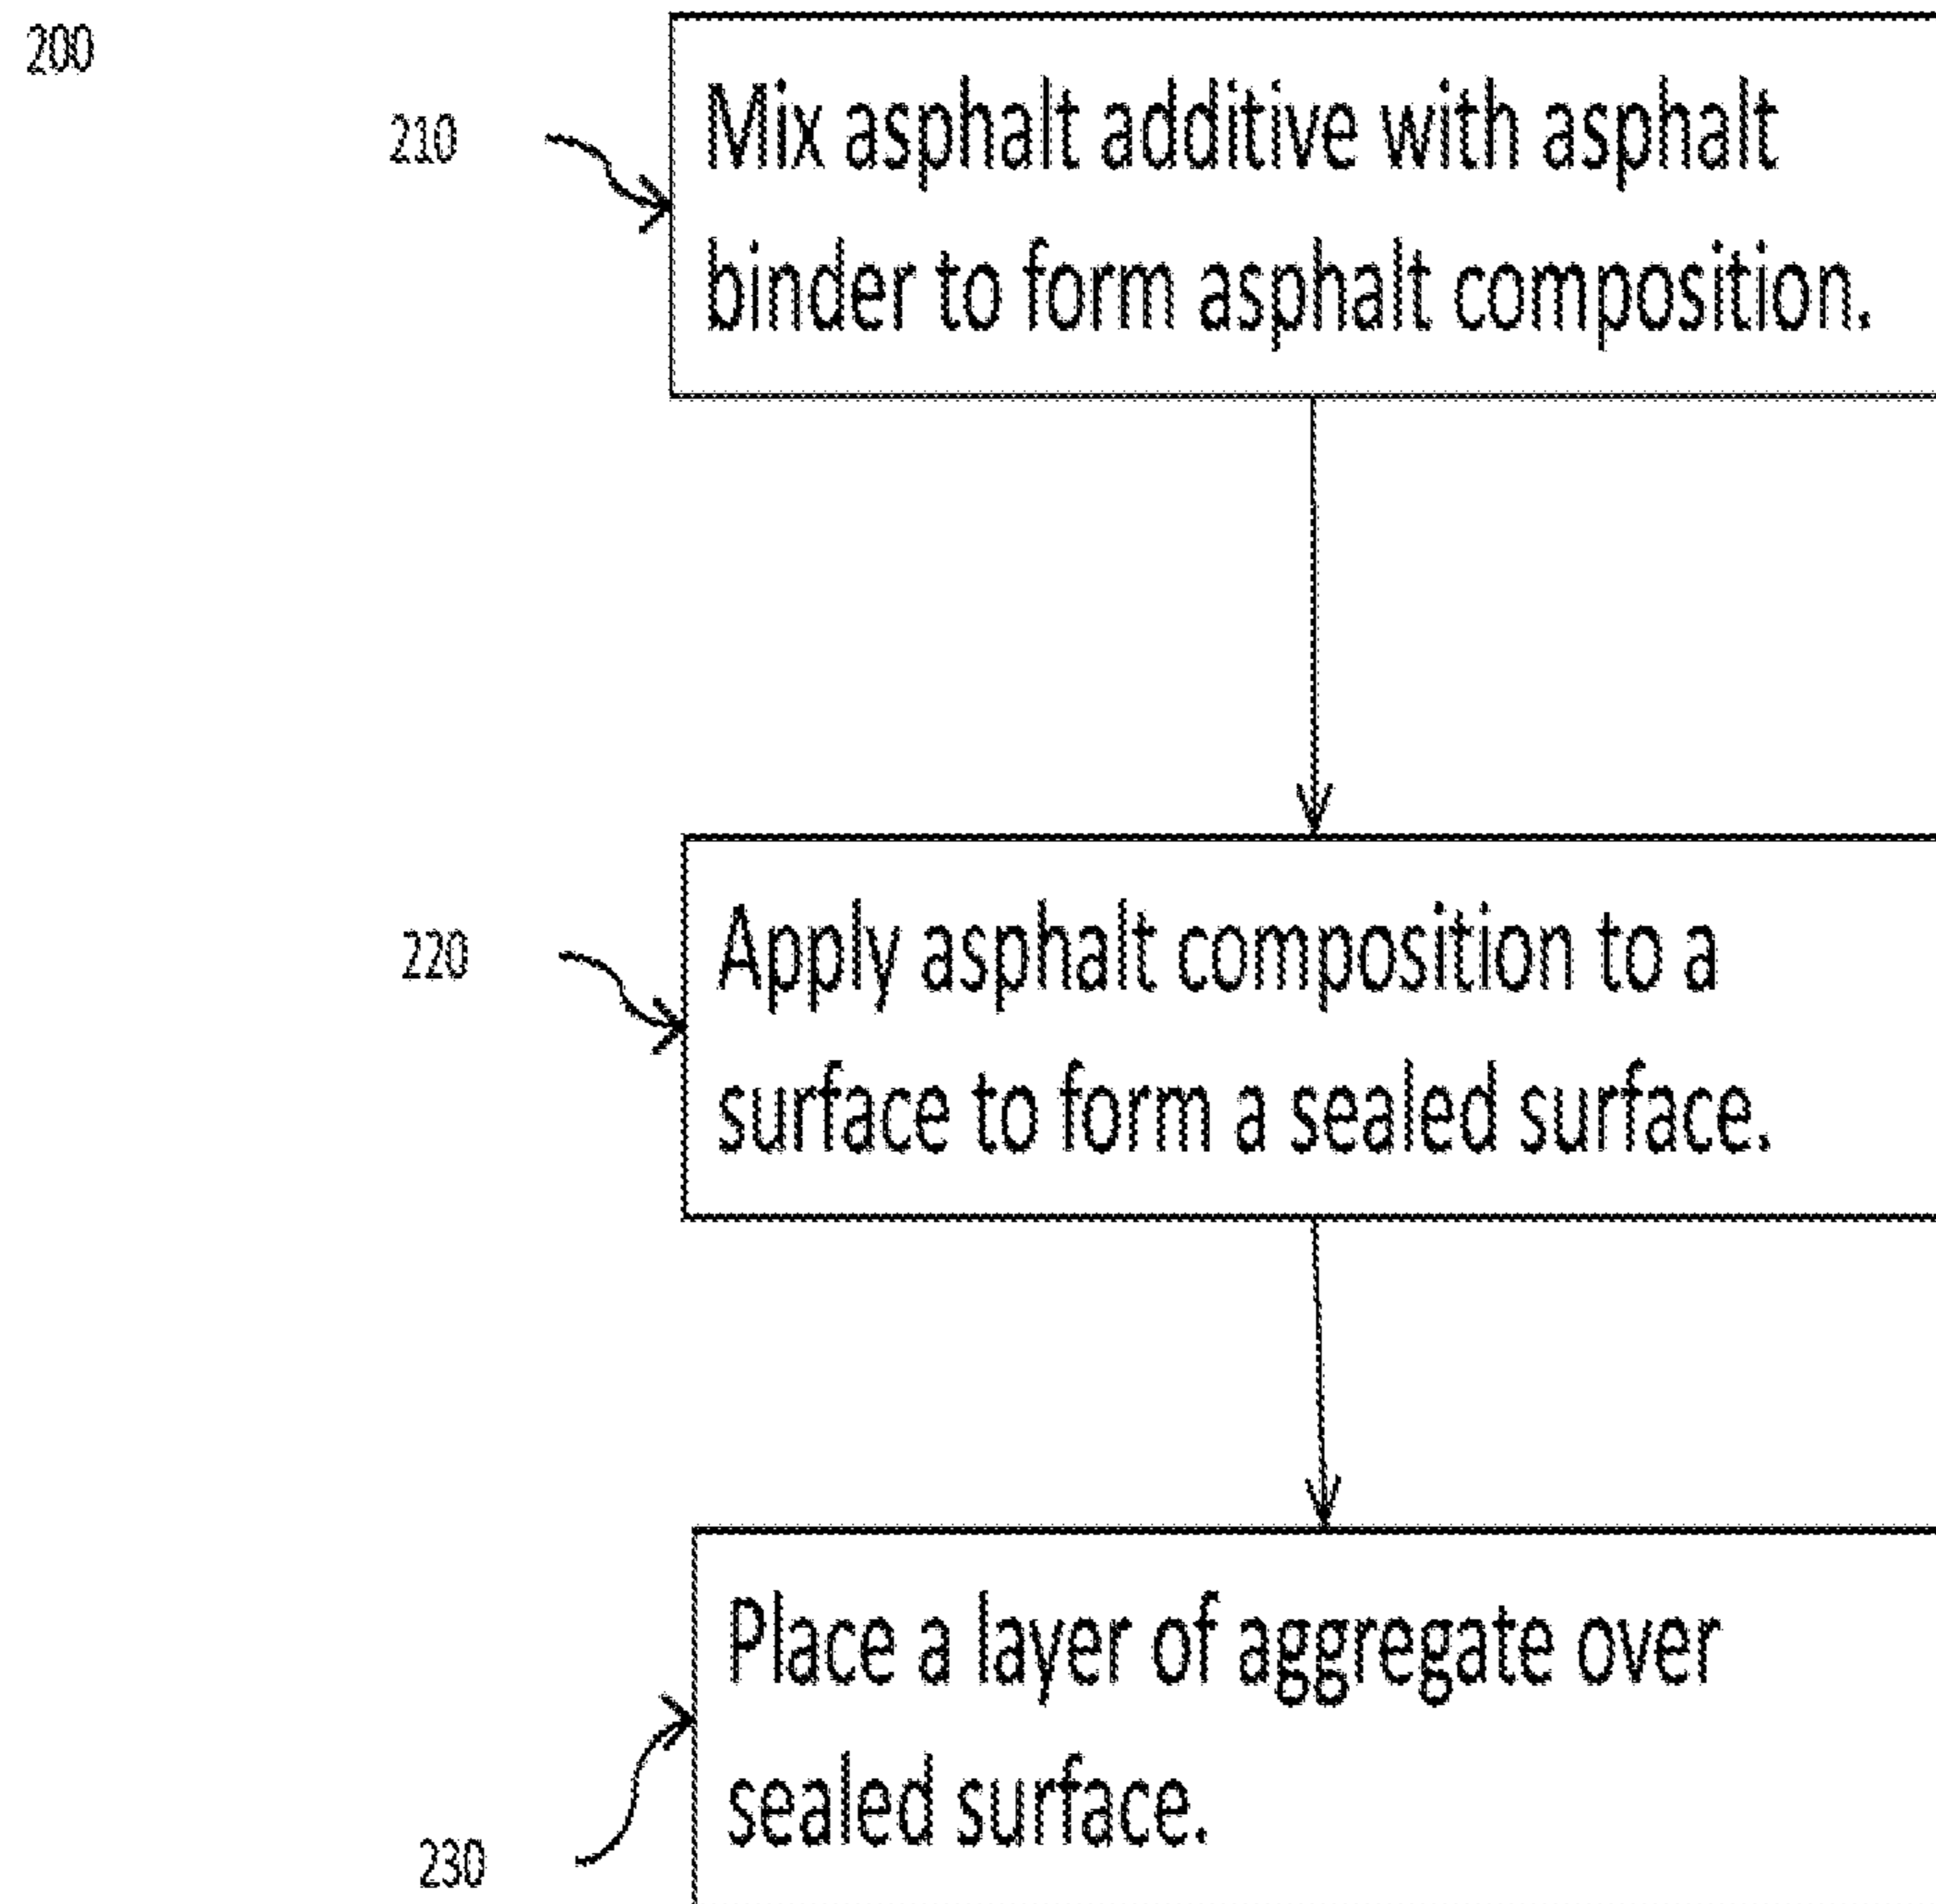 200
210
Mix asphalt additive with asphalt
binder to form asphalt composition.
220
Apply asphalt composition to a
surface to form a sealed surface.
Place a layer of aggregate over
sealed surface.
230